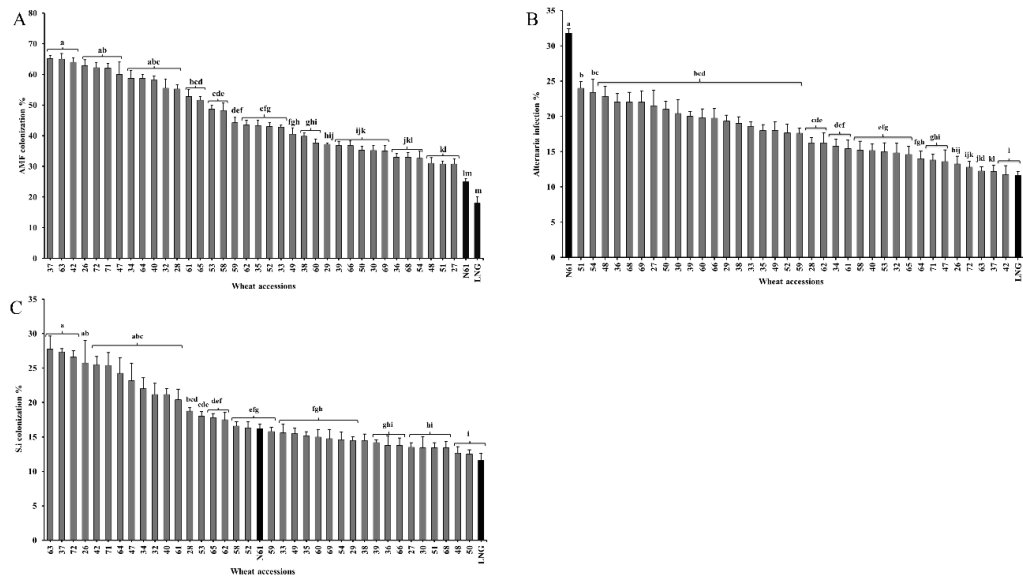 A
80
70
60
50
40
30
20
10
0
AMF colonization %
a
ab
abc
bcd
cde
def
efg
fgh
ghi
hij
ijk
jkl
kl
lm
m
37 63 42 26 72 71 47 34 64 40 32 28 61 65 53 58 59 62 35 52 33 49 38 60 29 39 66 50 30 69 36 68 54 48 51 27 N61 LNG
Wheat accessions
B
35
30
25
20
15
10
5
0
Alternaria infection %
a
b
bc
bcd
cde
def
efg
fgh
ghi
hij
ijk
jkl
kl
l
N61 51 54 48 36 68 69 27 50 30 39 60 66 29 38 33 35 49 52 59 28 62 34 61 58 40 53 32 65 64 71 47 26 72 63 37 42 LNG
Wheat accessions
C
35
30
25
20
15
10
5
0
S.i colonization %
a
ab
abc
bcd
cde
def
efg
fgh
ghi
hi
i
63 37 72 26 42 71 64 47 34 32 40 61 28 53 65 62 58 52 N61 59 33 49 35 60 69 54 29 38 39 36 66 27 30 51 68 48 50 LNG
Wheat accessions